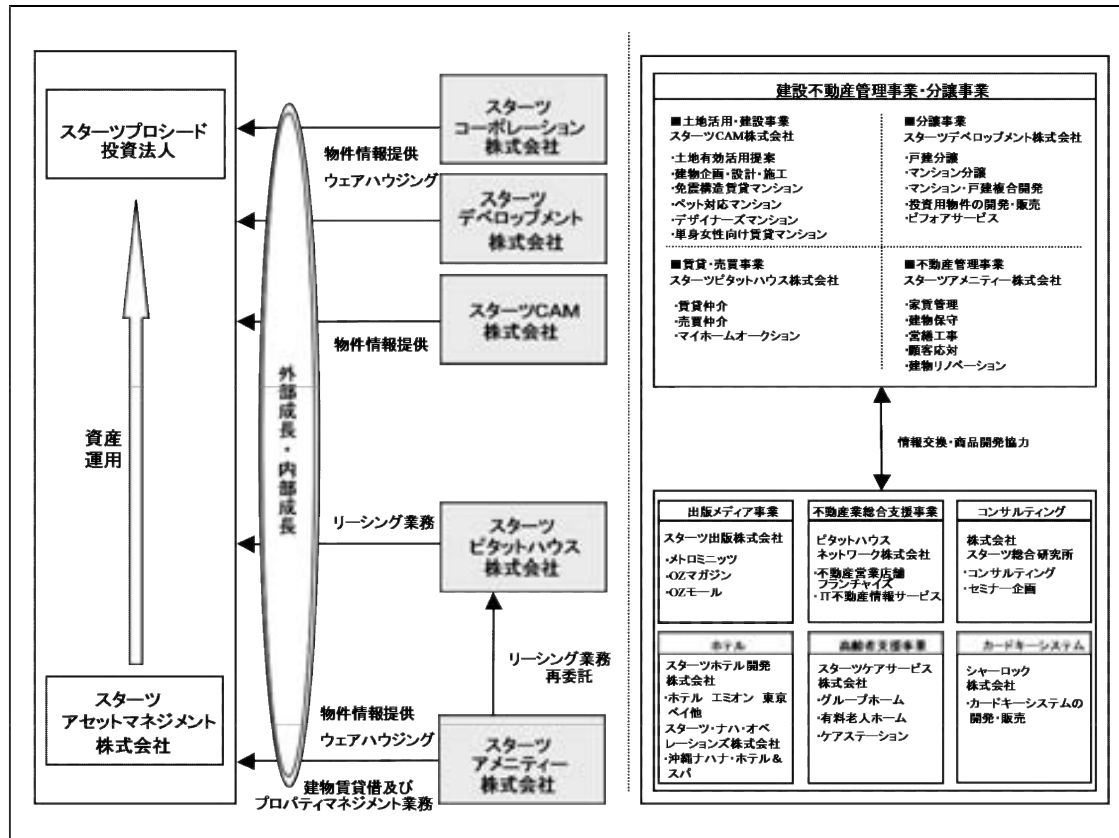 スターツプロシード
投資法人
資産
運用
スターツ
アセットマネジメント
株式会社
外部成長・内部成長
物件情報提供
ウェアハウジング
物件情報提供
リーシング業務
リーシング業務
再委託
物件情報提供
ウェアハウジング
建物賃貸借及び
プロパティマネジメント業務
スターツ
コーポレーション
株式会社
スターツ
デベロップメント
株式会社
スターツCAM
株式会社
スターツ
ピタットハウス
株式会社
スターツ
アメニティー
株式会社
建設不動産管理事業・分譲事業
■土地活用・建設事業
スターツCAM株式会社
・土地有効活用提案
・建物企画・設計・施工
・免震構造賃貸マンション
・ペット対応マンション
・デザイナーズマンション
・単身女性向け賃貸マンション
■分譲事業
スターツデベロップメント株式会社
・戸建分譲
・マンション分譲
・マンション・戸建複合開発
・投資用物件の開発・販売
・ビフォアサービス
■賃貸・売買事業
スターツピタットハウス株式会社
・賃貸仲介
・売買仲介
・マイホームオークション
■不動産管理事業
スターツアメニティー株式会社
・家賃管理
・建物保守
・営繕工事
・顧客応対
・建物リノベーション
情報交換・商品開発協力
出版メディア事業
スターツ出版株式会社
・メトロミニッツ
・OZマガジン
・OZモール
不動産業総合支援事業
ピタットハウス
ネットワーク株式会社
・不動産営業店舗
フランチャイズ
・IT不動産情報サービス
コンサルティング
株式会社
スターツ総合研究所
・コンサルティング
・セミナー企画
ホテル
スターツホテル開発
株式会社
・ホテル エミオン 東京
ベイ他
スターツ・ナハ・オペ
レーションズ株式会社
・沖縄ナハナ・ホテル&
スパ
高齢者支援事業
スターツケアサービス
株式会社
・グループホーム
・有料老人ホーム
・ケアステーション
カードキーシステム
シャーロック
株式会社
・カードキーシステムの
開発・販売